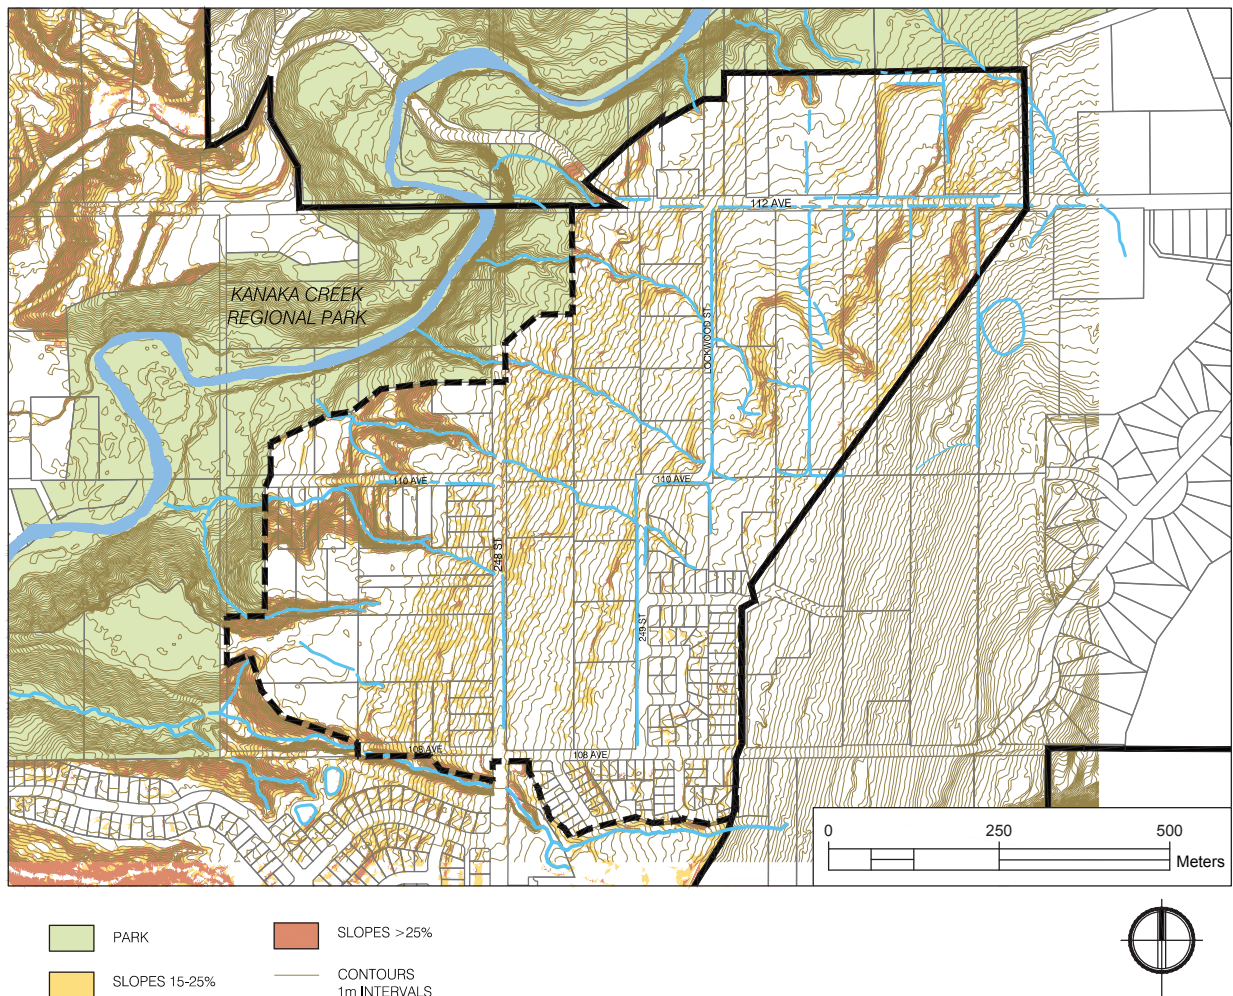 112 AVE
KANAKA CREEK
REGIONAL PARK
LOCKWOOD ST
110 AVE
110 AVE
248 ST
249 ST
108 AVE
108 AVE
0 250 500
Meters
PARK
SLOPES >25%
SLOPES 15-25%
CONTOURS
1m INTERVALS